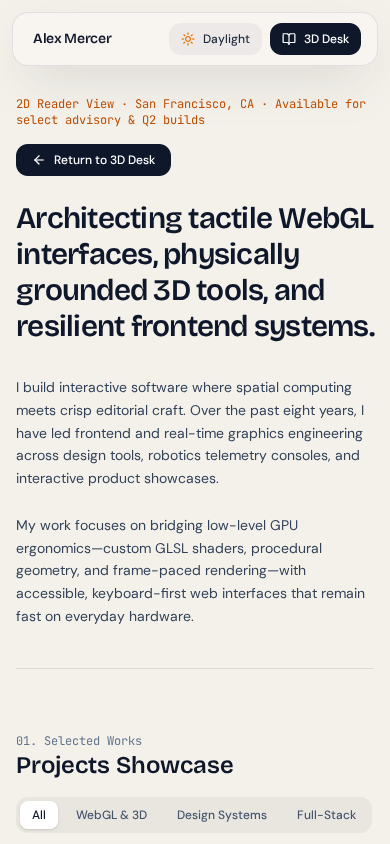 Alex Mercer
Daylight
3D Desk
2D Reader View · San Francisco, CA · Available for
select advisory & Q2 builds
Return to 3D Desk
Architecting tactile WebGL
interfaces, physically
grounded 3D tools, and
resilient frontend systems.
I build interactive software where spatial computing
meets crisp editorial craft. Over the past eight years, I
have led frontend and real-time graphics engineering
across design tools, robotics telemetry consoles, and
interactive product showcases.
My work focuses on bridging low-level GPU
ergonomics—custom GLSL shaders, procedural
geometry, and frame-paced rendering—with
accessible, keyboard-first web interfaces that remain
fast on everyday hardware.
01. Selected Works
Projects Showcase
All
WebGL & 3D
Design Systems
Full-Stack